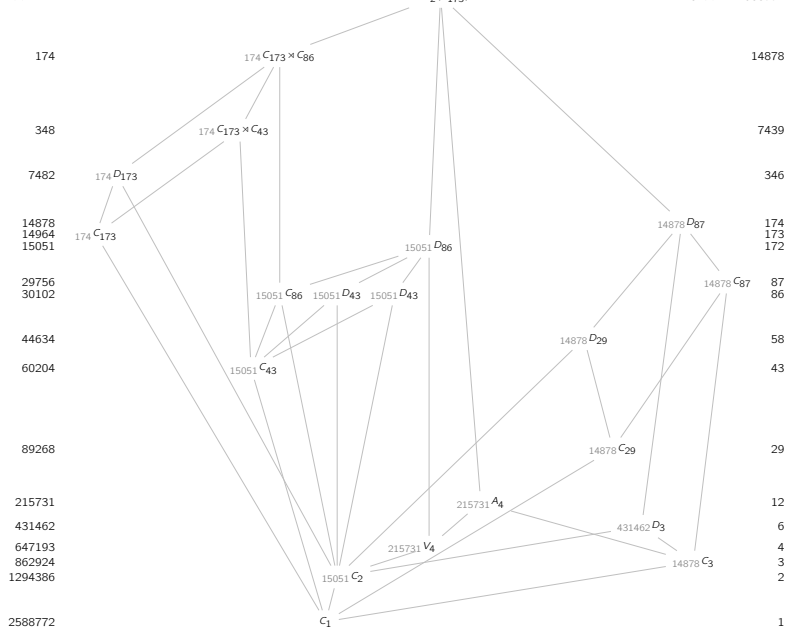 174 174 C173 ⋊ C86 14878
348 174 C173 ⋊ C43 7439
7482 174 D173 346
14878 14878 D87 174
14964 174 C173 173
15051 15051 D86 172
29756 14878 C87 87
30102 15051 C86 15051 D43 15051 D43 86
44634 14878 D29 58
60204 15051 C43 43
89268 14878 C29 29
215731 215731 A4 12
431462 431462 D3 6
647193 215731 V4 4
862924 14878 C3 3
1294386 15051 C2 2
2588772 C1 1